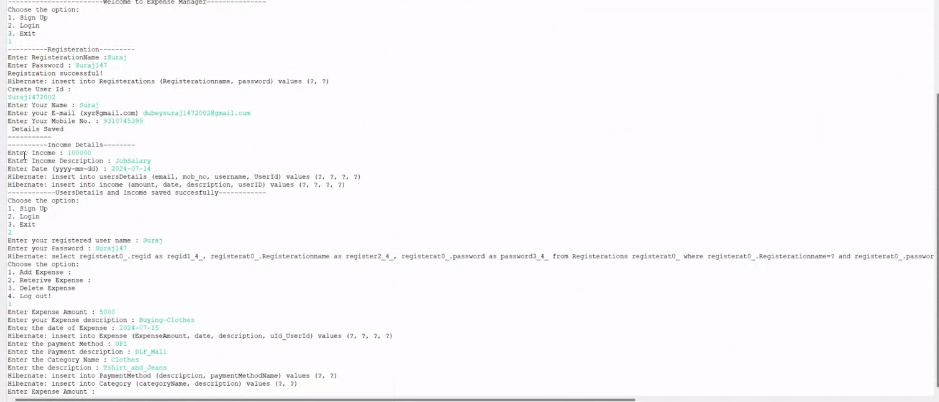 -----------------------Welcome to Expense Manager---------------
Choose the option:
1. Sign Up
2. Login
3. Exit
1
----------Registeration---------
Enter RegisterationName :Suraj
Enter Password : Suraj147
Registration successful!
Hibernate: insert into Registerations (Registerationname, password) values (?, ?)
Create User Id :
Suraj1472002
Enter Your Name : Suraj
Enter your E-mail (xyz@gmail.com) dubeysuraj1472002@gmail.com
Enter Your Mobile No. : 9310745399
Details Saved
-----------
----------Income Details--------
Enter Income : 100000
Enter Income Description : JobSalary
Enter Date (yyyy-mm-dd) : 2024-07-14
Hibernate: insert into usersDetails (email, mob_no, username, UserId) values (?, ?, ?, ?)
Hibernate: insert into income (amount, date, description, userID) values (?, ?, ?, ?)
------------UsersDetails and Income saved succesfully------------
Choose the option:
1. Sign Up
2. Login
3. Exit
2
Enter your registered user name : Suraj
Enter your Password : Suraj147
Hibernate: select registerat0_.regid as regid1_4_, registerat0_.Registerationname as register2_4_, registerat0_.password as password3_4_ from Registerations registerat0_ where registerat0_.Registerationname=? and registerat0_.passwor
Choose the option:
1. Add Expense :
2. Reterive Expense :
3. Delete Expense
4. Log out!
1
Enter Expense Amount : 5000
Enter your Expense description : Buying-Clothes
Enter the date of Expense : 2024-07-15
Hibernate: insert into Expense (ExpenseAmount, date, description, uId_UserId) values (?, ?, ?, ?)
Enter the payment Method : UPI
Enter the Payment description : DLF_Mall
Enter the Category Name : Clothes
Enter the description : Tshirt_and_Jeans
Hibernate: insert into PaymentMethod (description, paymentMethodName) values (?, ?)
Hibernate: insert into Category (categoryName, description) values (?, ?)
Enter Expense Amount :